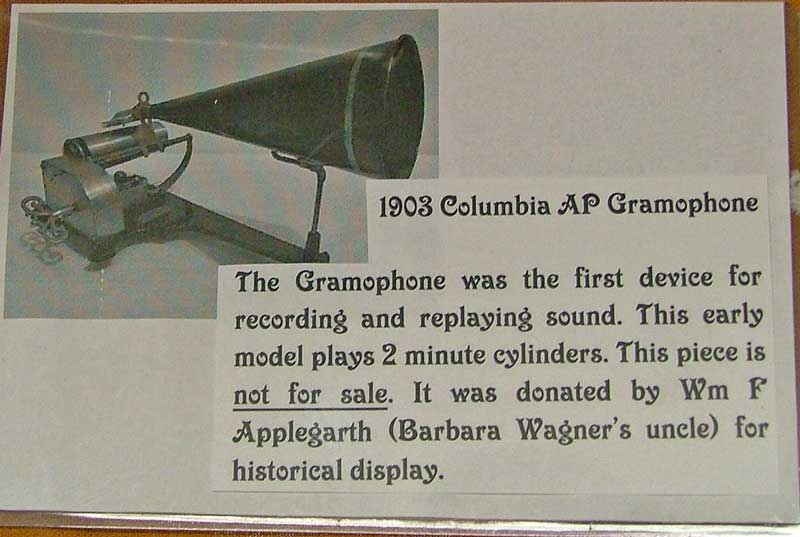 1903 Columbia AP Gramophone
The Gramophone was the first device for
recording and replaying sound. This early
model plays 2 minute cylinders. This piece is
not for sale. It was donated by Wm F
Applegarth (Barbara Wagner's uncle) for
historical display.